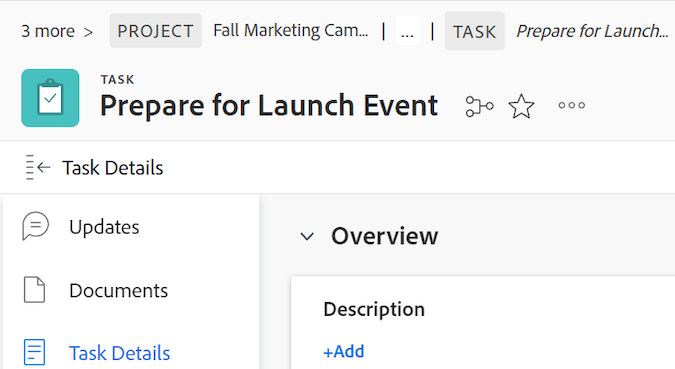 3 more > PROJECT Fall Marketing Cam... | ... | TASK Prepare for Launch...
TASK
Prepare for Launch Event
Task Details
Updates
Overview
Documents
Description
Task Details
+Add